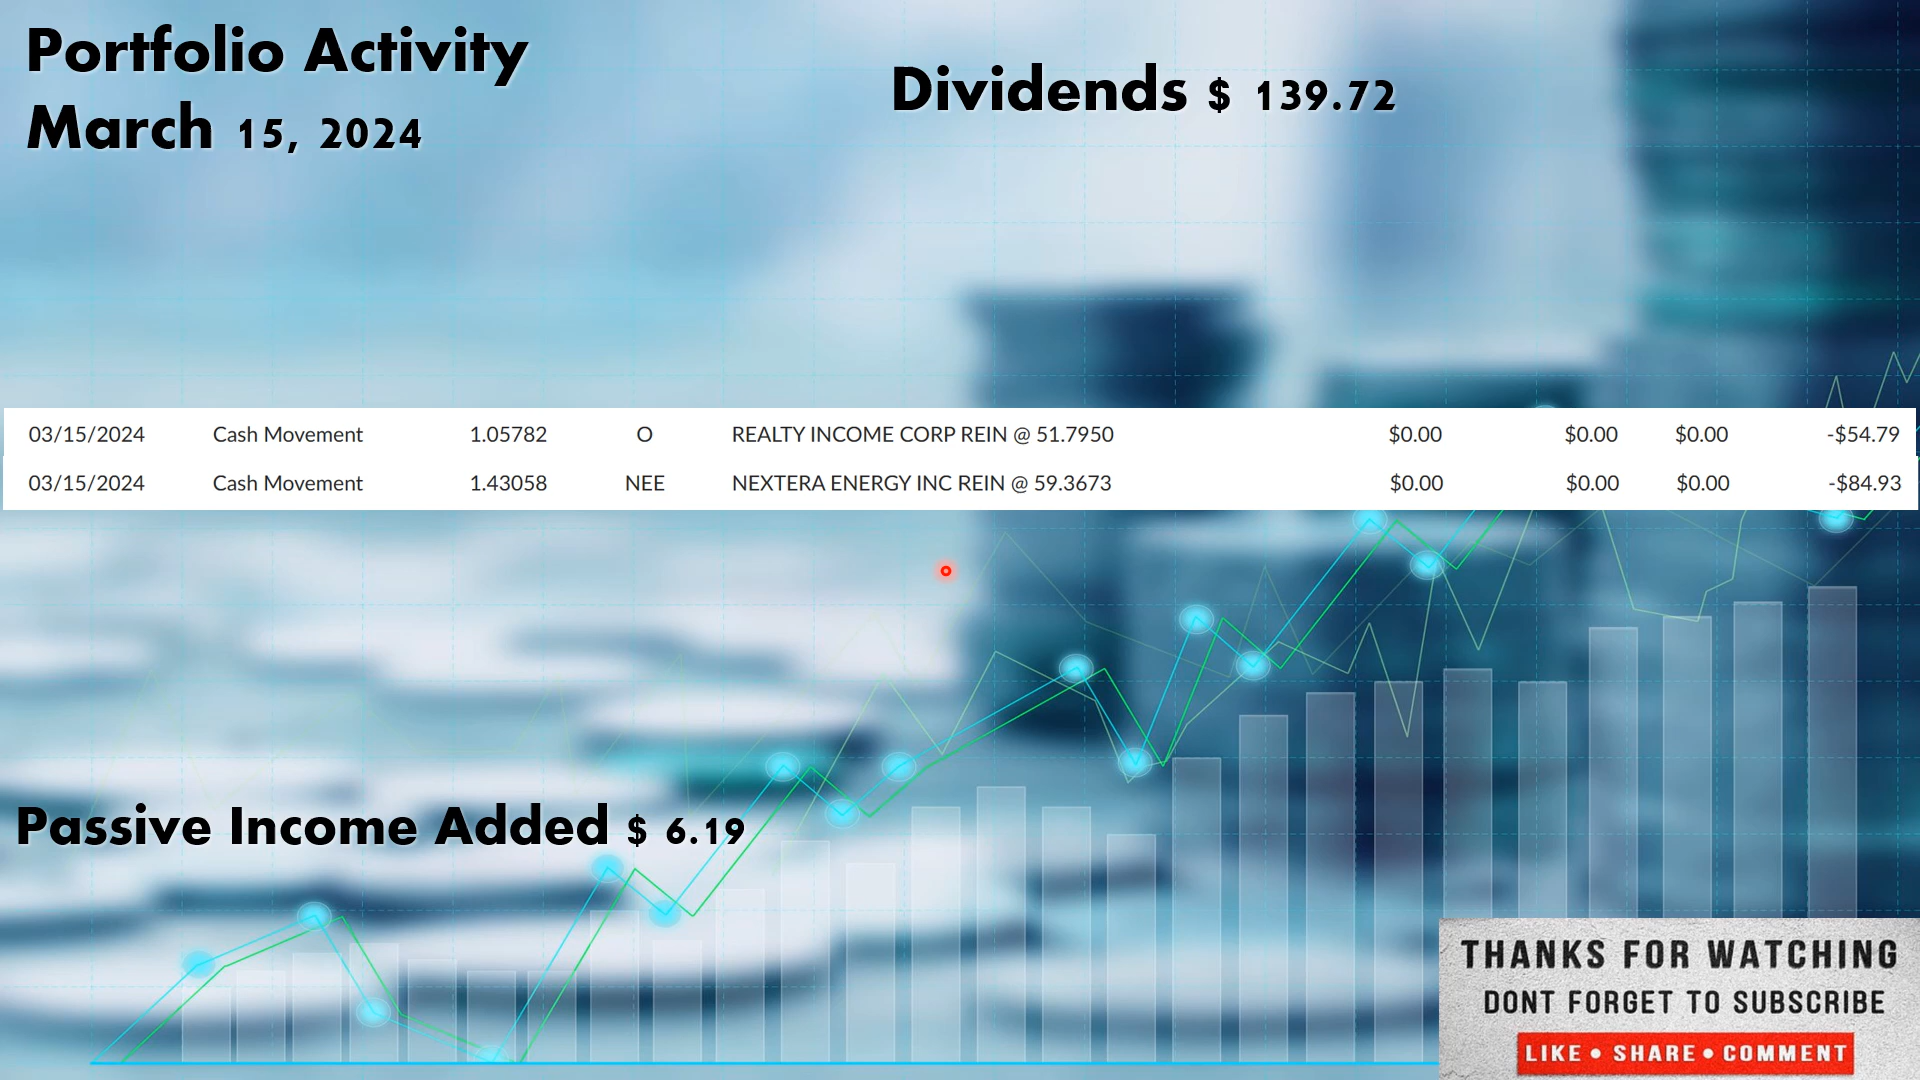 Portfolio Activity
March 15, 2024
Dividends $ 139.72
03/15/2024 Cash Movement 1.05782 O REALTY INCOME CORP REIN @ 51.7950 $0.00 $0.00 $0.00 -$54.79
03/15/2024 Cash Movement 1.43058 NEE NEXTERA ENERGY INC REIN @ 59.3673 $0.00 $0.00 $0.00 -$84.93
Passive Income Added $ 6.19
THANKS FOR WATCHING
DONT FORGET TO SUBSCRIBE
LIKE • SHARE • COMMENT